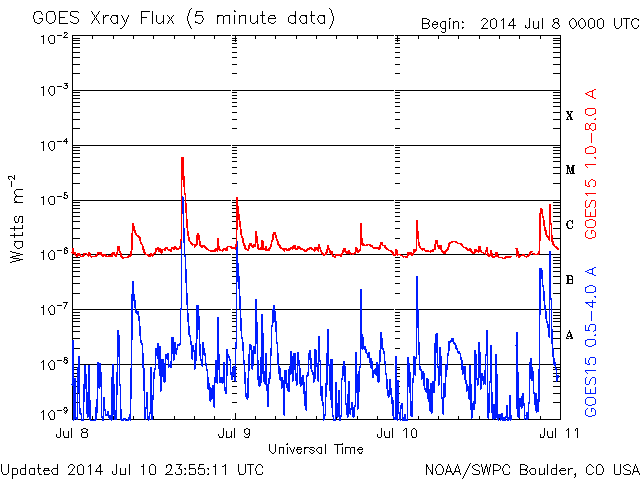 GOES Xray Flux (5 minute data)
Begin: 2014 Jul 8 0000 UTC
10⁻²
10⁻³
10⁻⁴
10⁻⁵
10⁻⁶
10⁻⁷
10⁻⁸
10⁻⁹
Watts m⁻²
X
M
C
B
A
GOES15 1.0-8.0 A
GOES15 0.5-4.0 A
Jul 8 Jul 9 Jul 10 Jul 11
Universal Time
Updated 2014 Jul 10 23:55:11 UTC NOAA/SWPC Boulder, CO USA